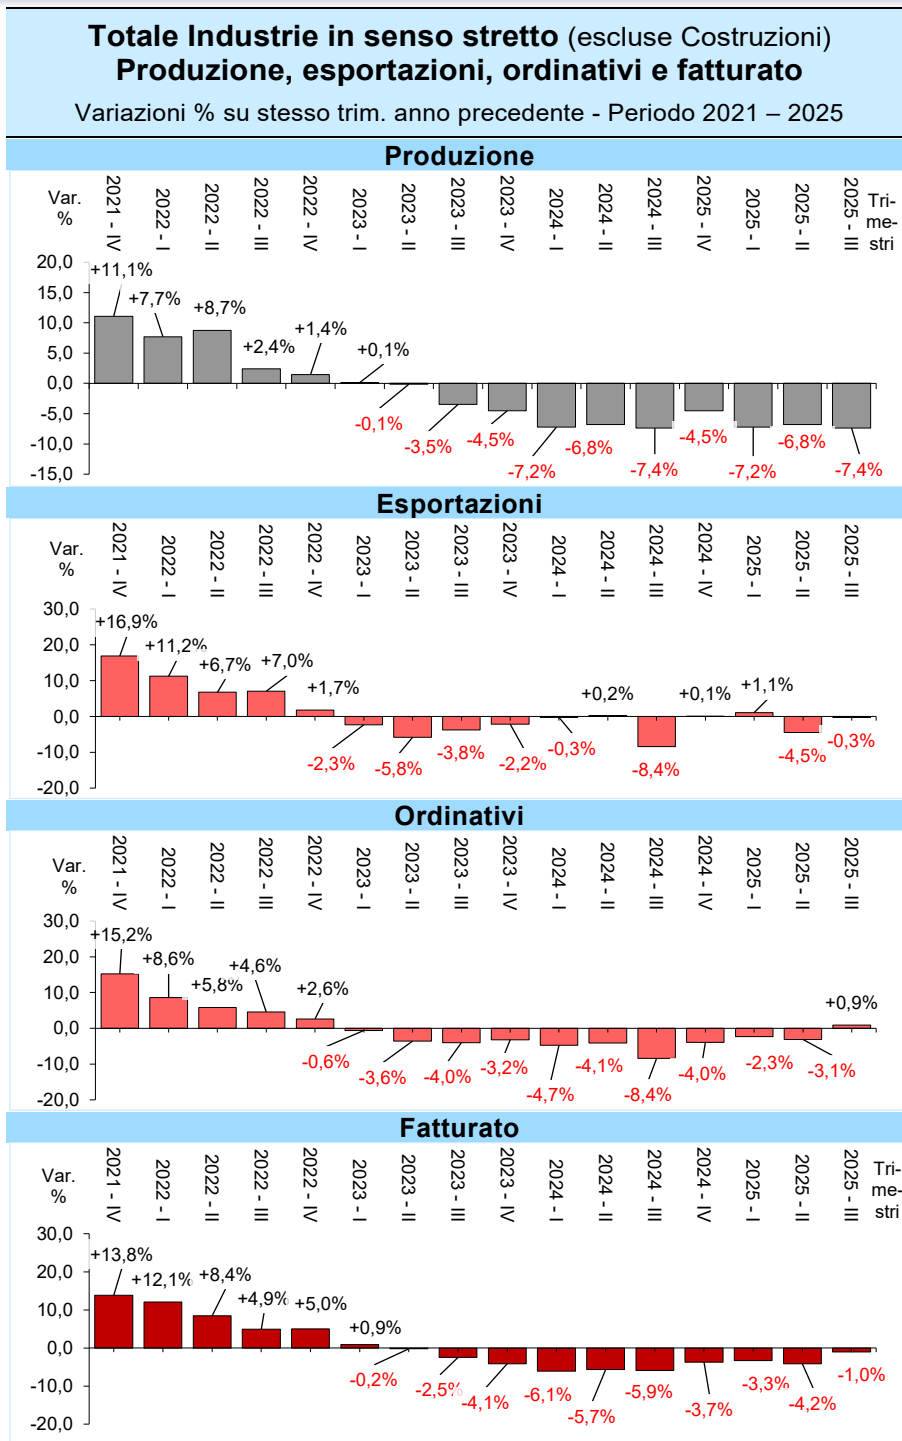 Totale Industrie in senso stretto (escluse Costruzioni)
Produzione, esportazioni, ordinativi e fatturato
Variazioni % su stesso trim. anno precedente - Periodo 2021 – 2025
Produzione
Var.
%
2021 - IV
2022 - I
2022 - II
2022 - III
2022 - IV
2023 - I
2023 - II
2023 - III
2023 - IV
2024 - I
2024 - II
2024 - III
2025 - IV
2025 - I
2025 - II
2025 - III
Tri-
me-
stri
20,0
15,0
10,0
5,0
0,0
-5,0
-10,0
-15,0
+11,1%
+7,7%
+8,7%
+2,4%
+1,4%
+0,1%
-0,1%
-3,5%
-4,5%
-7,2%
-6,8%
-7,4%
-4,5%
-7,2%
-6,8%
-7,4%
Esportazioni
Var.
%
2021 - IV
2022 - I
2022 - II
2022 - III
2022 - IV
2023 - I
2023 - II
2023 - III
2023 - IV
2024 - I
2024 - II
2024 - III
2024 - IV
2025 - I
2025 - II
2025 - III
30,0
20,0
10,0
0,0
-10,0
-20,0
+16,9%
+11,2%
+6,7%
+7,0%
+1,7%
-2,3%
-5,8%
-3,8%
-2,2%
-0,3%
+0,2%
-8,4%
+0,1%
+1,1%
-4,5%
-0,3%
Ordinativi
Var.
%
2021 - IV
2022 - I
2022 - II
2022 - III
2022 - IV
2023 - I
2023 - II
2023 - III
2023 - IV
2024 - I
2024 - II
2024 - III
2024 - IV
2025 - I
2025 - II
2025 - III
30,0
20,0
10,0
0,0
-10,0
-20,0
+15,2%
+8,6%
+5,8%
+4,6%
+2,6%
-0,6%
-3,6%
-4,0%
-3,2%
-4,7%
-4,1%
-8,4%
-4,0%
-2,3%
-3,1%
+0,9%
Fatturato
Var.
%
2021 - IV
2022 - I
2022 - II
2022 - III
2022 - IV
2023 - I
2023 - II
2023 - III
2023 - IV
2024 - I
2024 - II
2024 - III
2024 - IV
2025 - I
2025 - II
2025 - III
Tri-
me-
stri
30,0
20,0
10,0
0,0
-10,0
-20,0
+13,8%
+12,1%
+8,4%
+4,9%
+5,0%
+0,9%
-0,2%
-2,5%
-4,1%
-6,1%
-5,7%
-5,9%
-3,7%
-3,3%
-4,2%
-1,0%